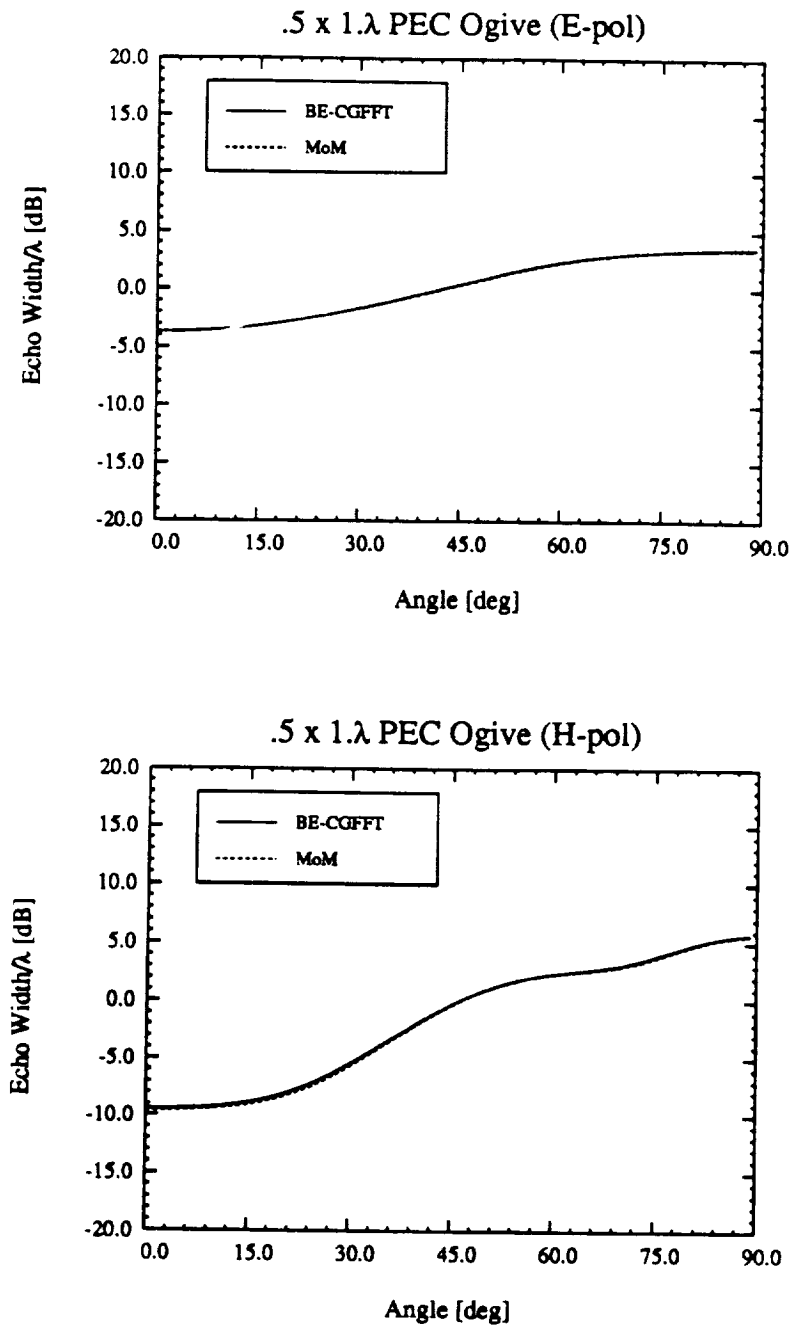 .5 x 1.λ PEC Ogive (E-pol)
20.0
15.0
10.0
5.0
0.0
-5.0
-10.0
-15.0
-20.0
Echo Width/λ [dB]
BE-CGFFT
MoM
0.0 15.0 30.0 45.0 60.0 75.0 90.0
Angle [deg]
.5 x 1.λ PEC Ogive (H-pol)
20.0
15.0
10.0
5.0
0.0
-5.0
-10.0
-15.0
-20.0
Echo Width/λ [dB]
BE-CGFFT
MoM
0.0 15.0 30.0 45.0 60.0 75.0 90.0
Angle [deg]